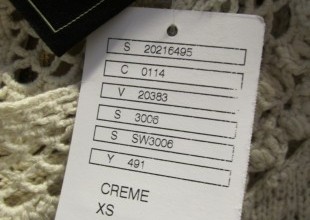 S 20216495
C 0114
V 20383
S 3006
S SW3006
Y 491
CREME
XS